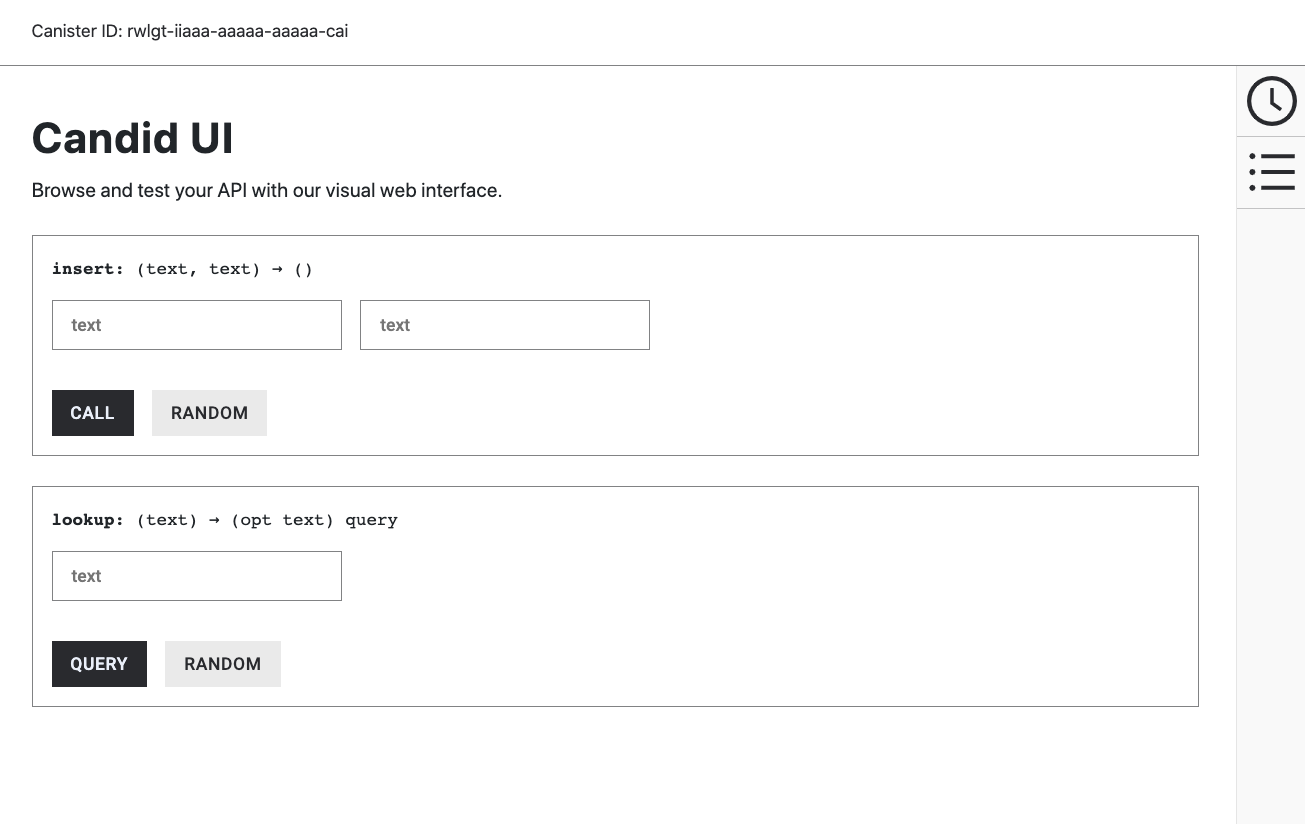 Canister ID: rwlgt-iiaaa-aaaaa-aaaaa-cai
Candid UI
Browse and test your API with our visual web interface.
insert: (text, text) → ()
text text
CALL RANDOM
lookup: (text) → (opt text) query
text
QUERY RANDOM